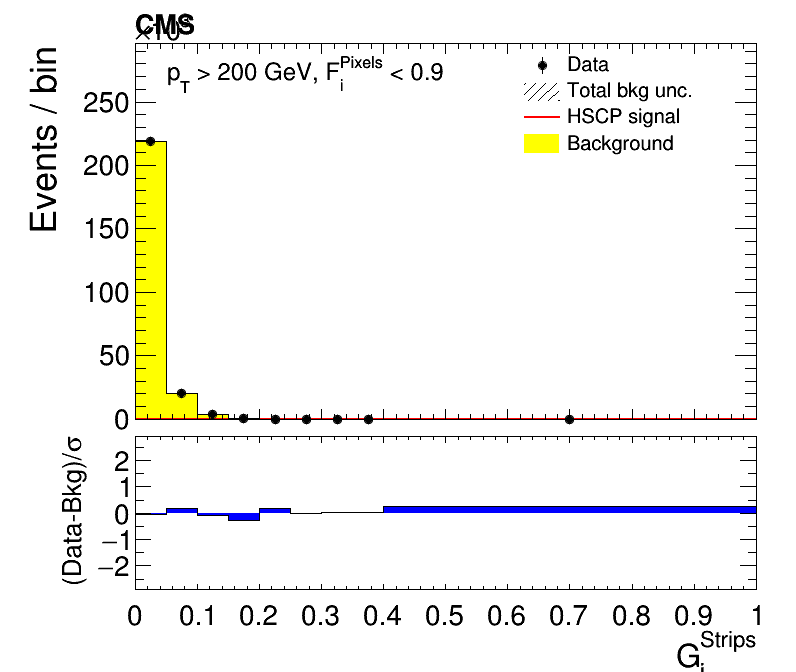 CMS
×10³
p_T > 200 GeV, F_i^Pixels < 0.9
Data
Total bkg unc.
HSCP signal
Background
Events / bin
250
200
150
100
50
0
(Data-Bkg)/σ
2
1
0
−1
−2
0 0.1 0.2 0.3 0.4 0.5 0.6 0.7 0.8 0.9 1
G_i^Strips